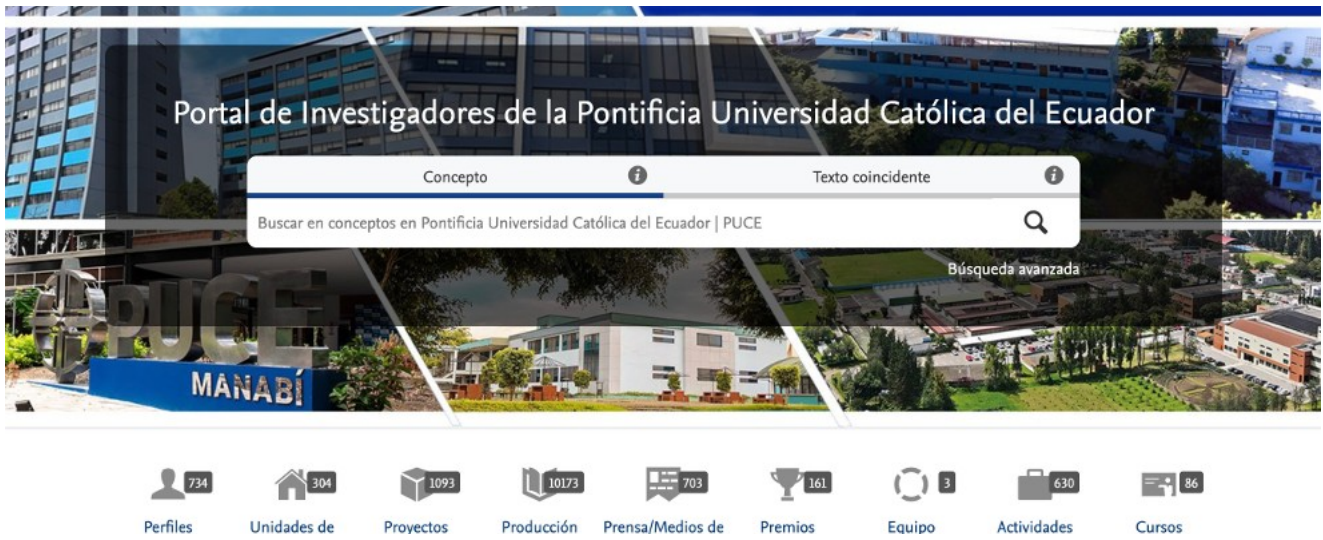 Portal de Investigadores de la Pontificia Universidad Católica del Ecuador
Concepto
Texto coincidente
Buscar en conceptos en Pontificia Universidad Católica del Ecuador | PUCE
Búsqueda avanzada
PUCE
MANABÍ
734
304
1093
10173
703
161
3
630
86
Perfiles
Unidades de
Proyectos
Producción
Prensa/Medios de
Premios
Equipo
Actividades
Cursos